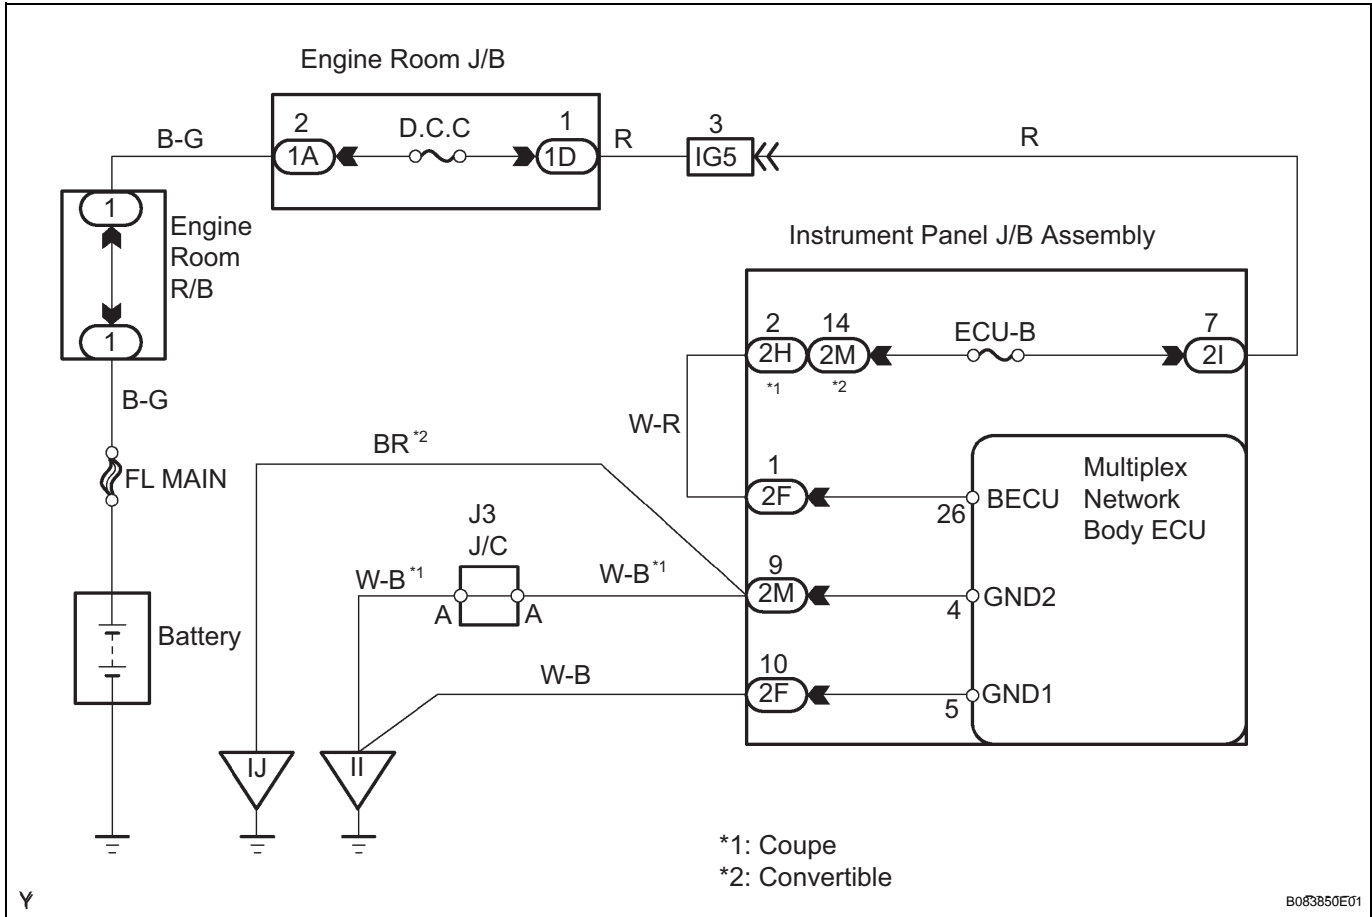 Engine Room J/B
B-G
2
1A
D.C.C
1
1D
R
3
IG5
R
1
Engine
Room
R/B
1
B-G
FL MAIN
Battery
Instrument Panel J/B Assembly
2
2H
*1
14
2M
*2
ECU-B
7
2I
W-R
1
2F
26
BECU
Multiplex
Network
Body ECU
BR *2
J3
J/C
W-B *1
A
A
W-B *1
9
2M
4
GND2
W-B
10
2F
5
GND1
IJ
II
*1: Coupe
*2: Convertible
Y